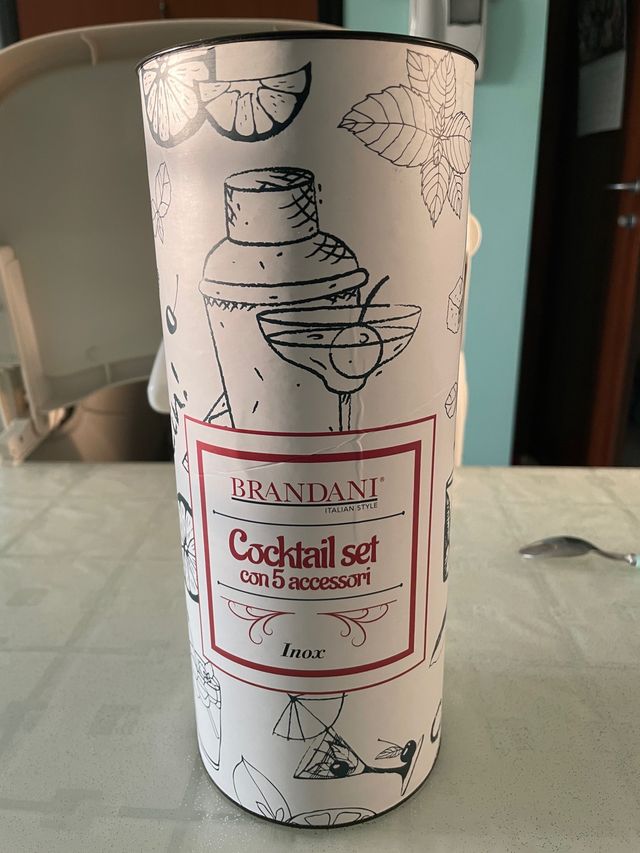 BRANDANI®
ITALIAN STYLE
Cocktail set
con 5 accessori
Inox